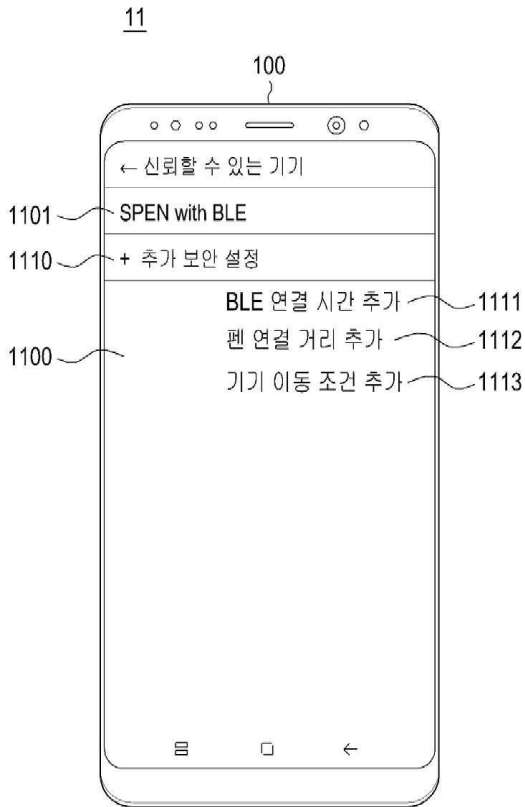 11
100
← 신뢰할 수 있는 기기
1101 SPEN with BLE
1110 + 추가 보안 설정
BLE 연결 시간 추가 1111
펜 연결 거리 추가 1112
1100
기기 이동 조건 추가 1113